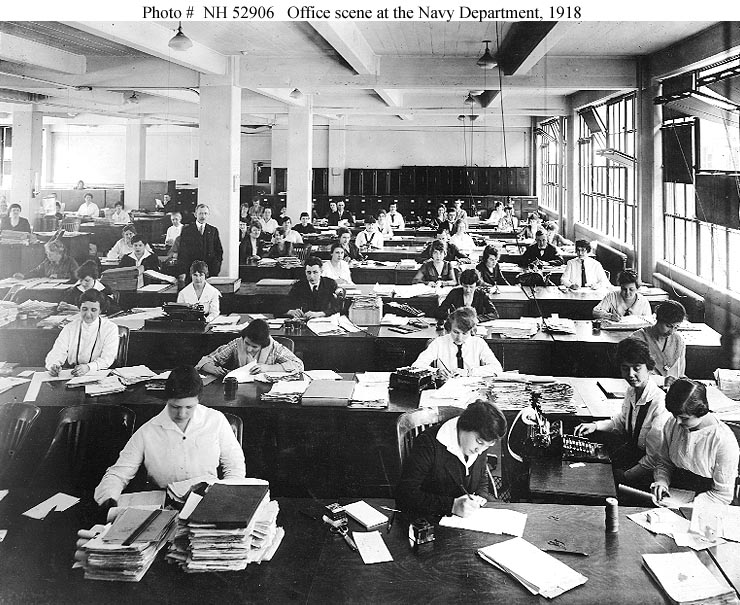 Photo # NH 52906 Office scene at the Navy Department, 1918